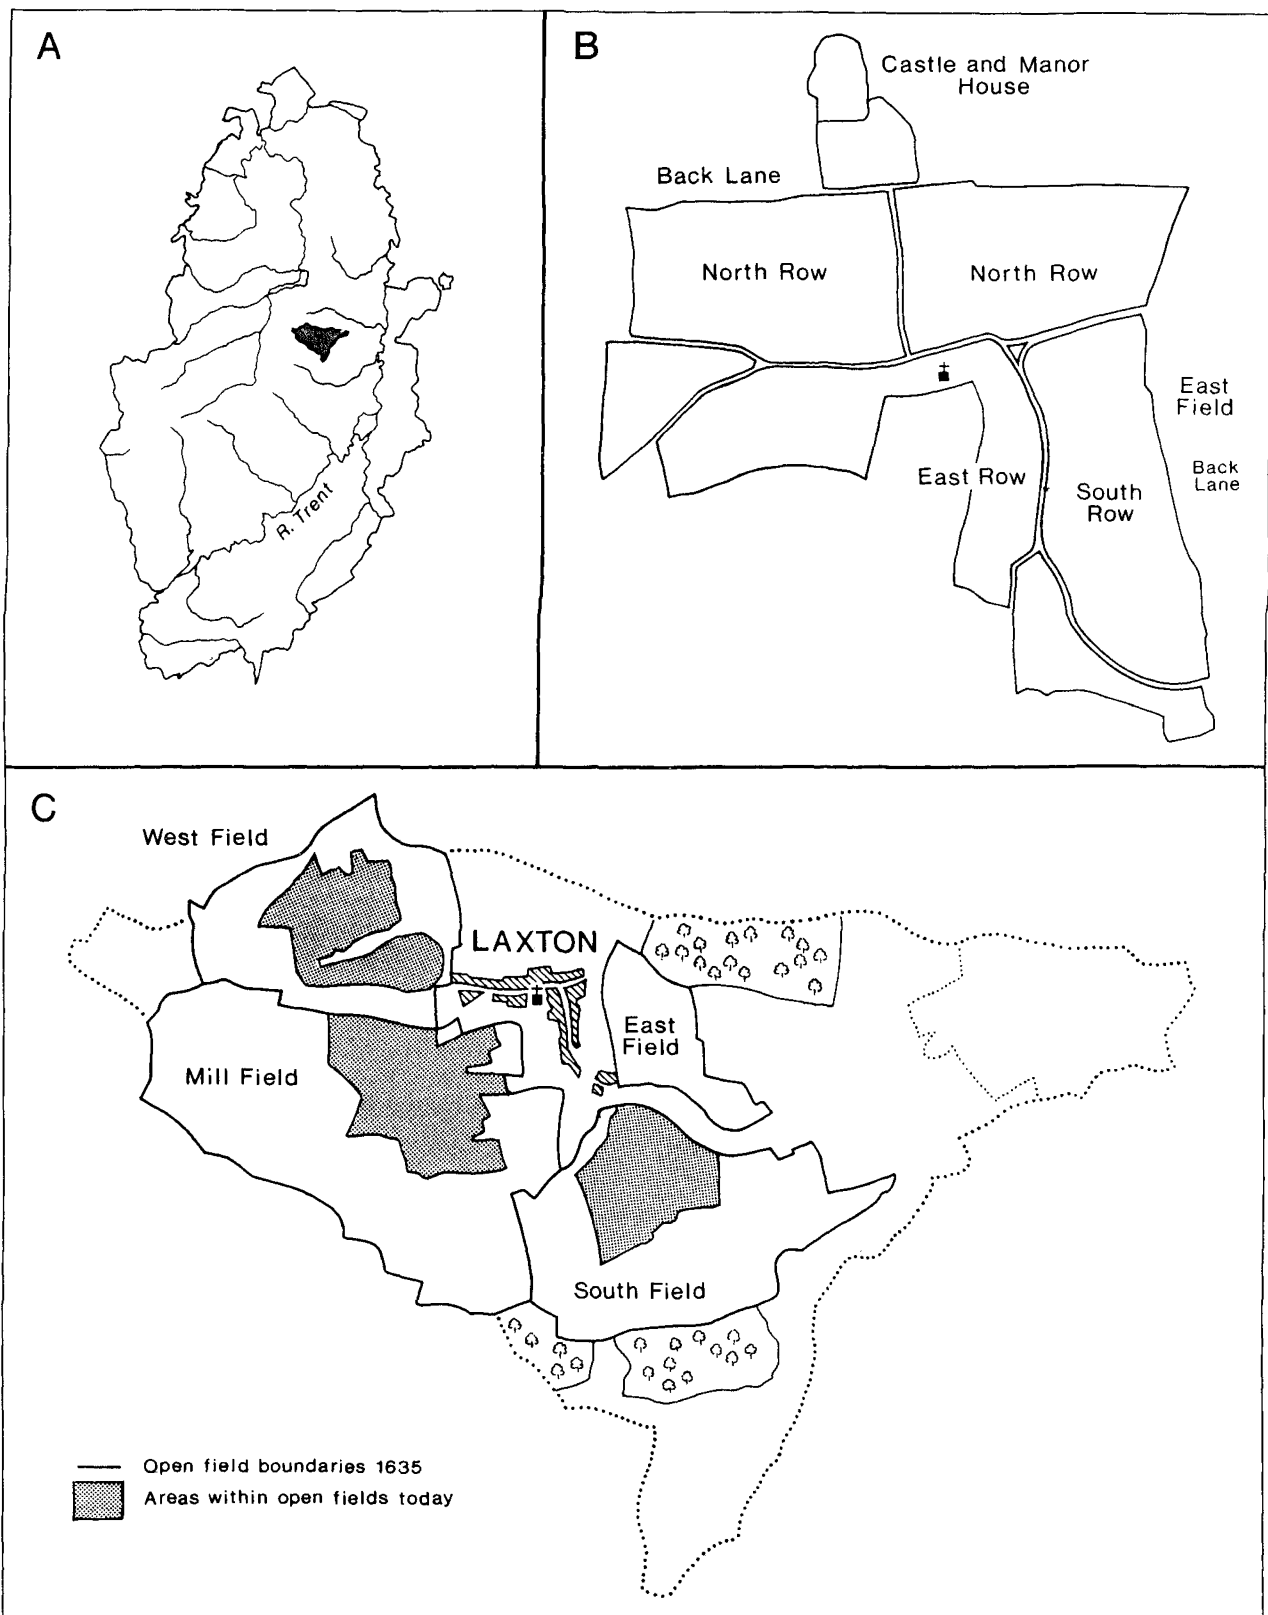 A
R. Trent
B
Castle and Manor
House
Back Lane
North Row
North Row
East
Field
Back
Lane
East Row
South
Row
C
West Field
LAXTON
East
Field
Mill Field
South Field
Open field boundaries 1635
Areas within open fields today